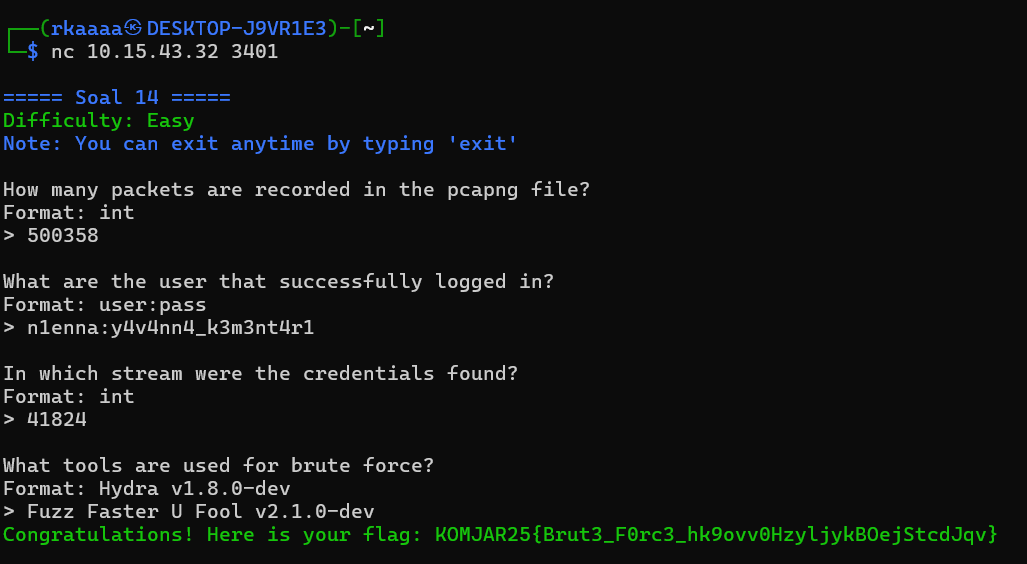 ┌──(rkaaaa㉿DESKTOP-J9VR1E3)-[~]
└─$ nc 10.15.43.32 3401
===== Soal 14 =====
Difficulty: Easy
Note: You can exit anytime by typing 'exit'
How many packets are recorded in the pcapng file?
Format: int
> 500358
What are the user that successfully logged in?
Format: user:pass
> n1enna:y4v4nn4_k3m3nt4r1
In which stream were the credentials found?
Format: int
> 41824
What tools are used for brute force?
Format: Hydra v1.8.0-dev
> Fuzz Faster U Fool v2.1.0-dev
Congratulations! Here is your flag: KOMJAR25{Brut3_F0rc3_hk9ovv0HzyljykBOejStcdJqv}